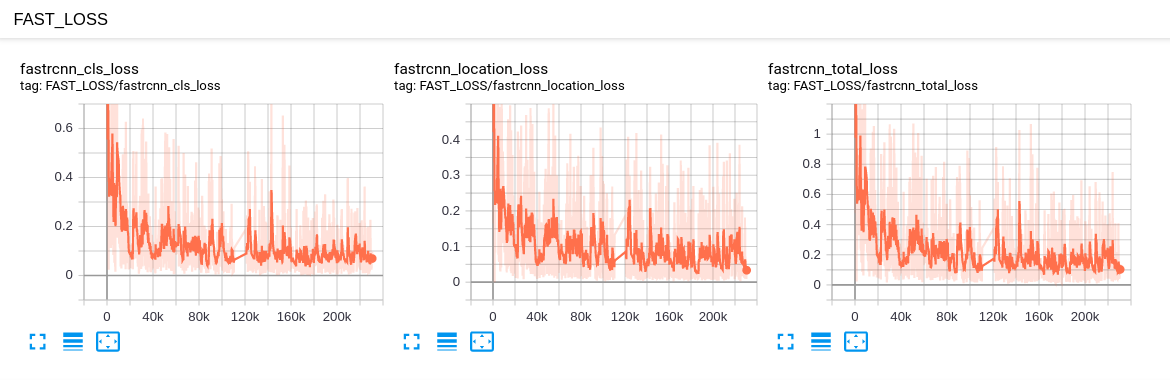 FAST_LOSS
fastrcnn_cls_loss
tag: FAST_LOSS/fastrcnn_cls_loss
0.6
0.4
0.2
0
0 40k 80k 120k 160k 200k
fastrcnn_location_loss
tag: FAST_LOSS/fastrcnn_location_loss
0.4
0.3
0.2
0.1
0
0 40k 80k 120k 160k 200k
fastrcnn_total_loss
tag: FAST_LOSS/fastrcnn_total_loss
1
0.8
0.6
0.4
0.2
0
0 40k 80k 120k 160k 200k